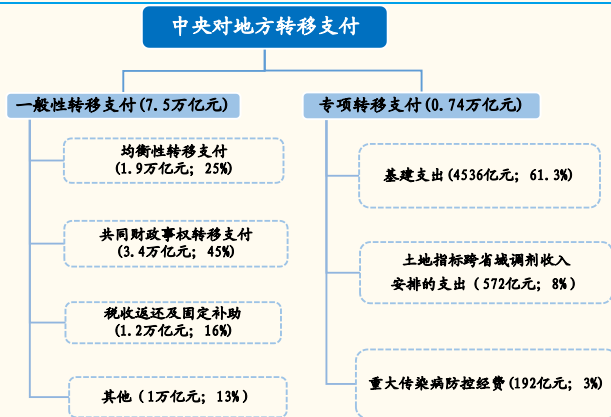 中央对地方转移支付
一般性转移支付(7.5万亿元)
均衡性转移支付
(1.9万亿元; 25%)
共同财政事权转移支付
(3.4万亿元; 45%)
税收返还及固定补助
(1.2万亿元; 16%)
其他（1万亿元; 13%）
专项转移支付(0.74万亿元)
基建支出(4536亿元; 61.3%)
土地指标跨省域调剂收入
安排的支出（572亿元; 8%）
重大传染病防控经费(192亿元; 3%)